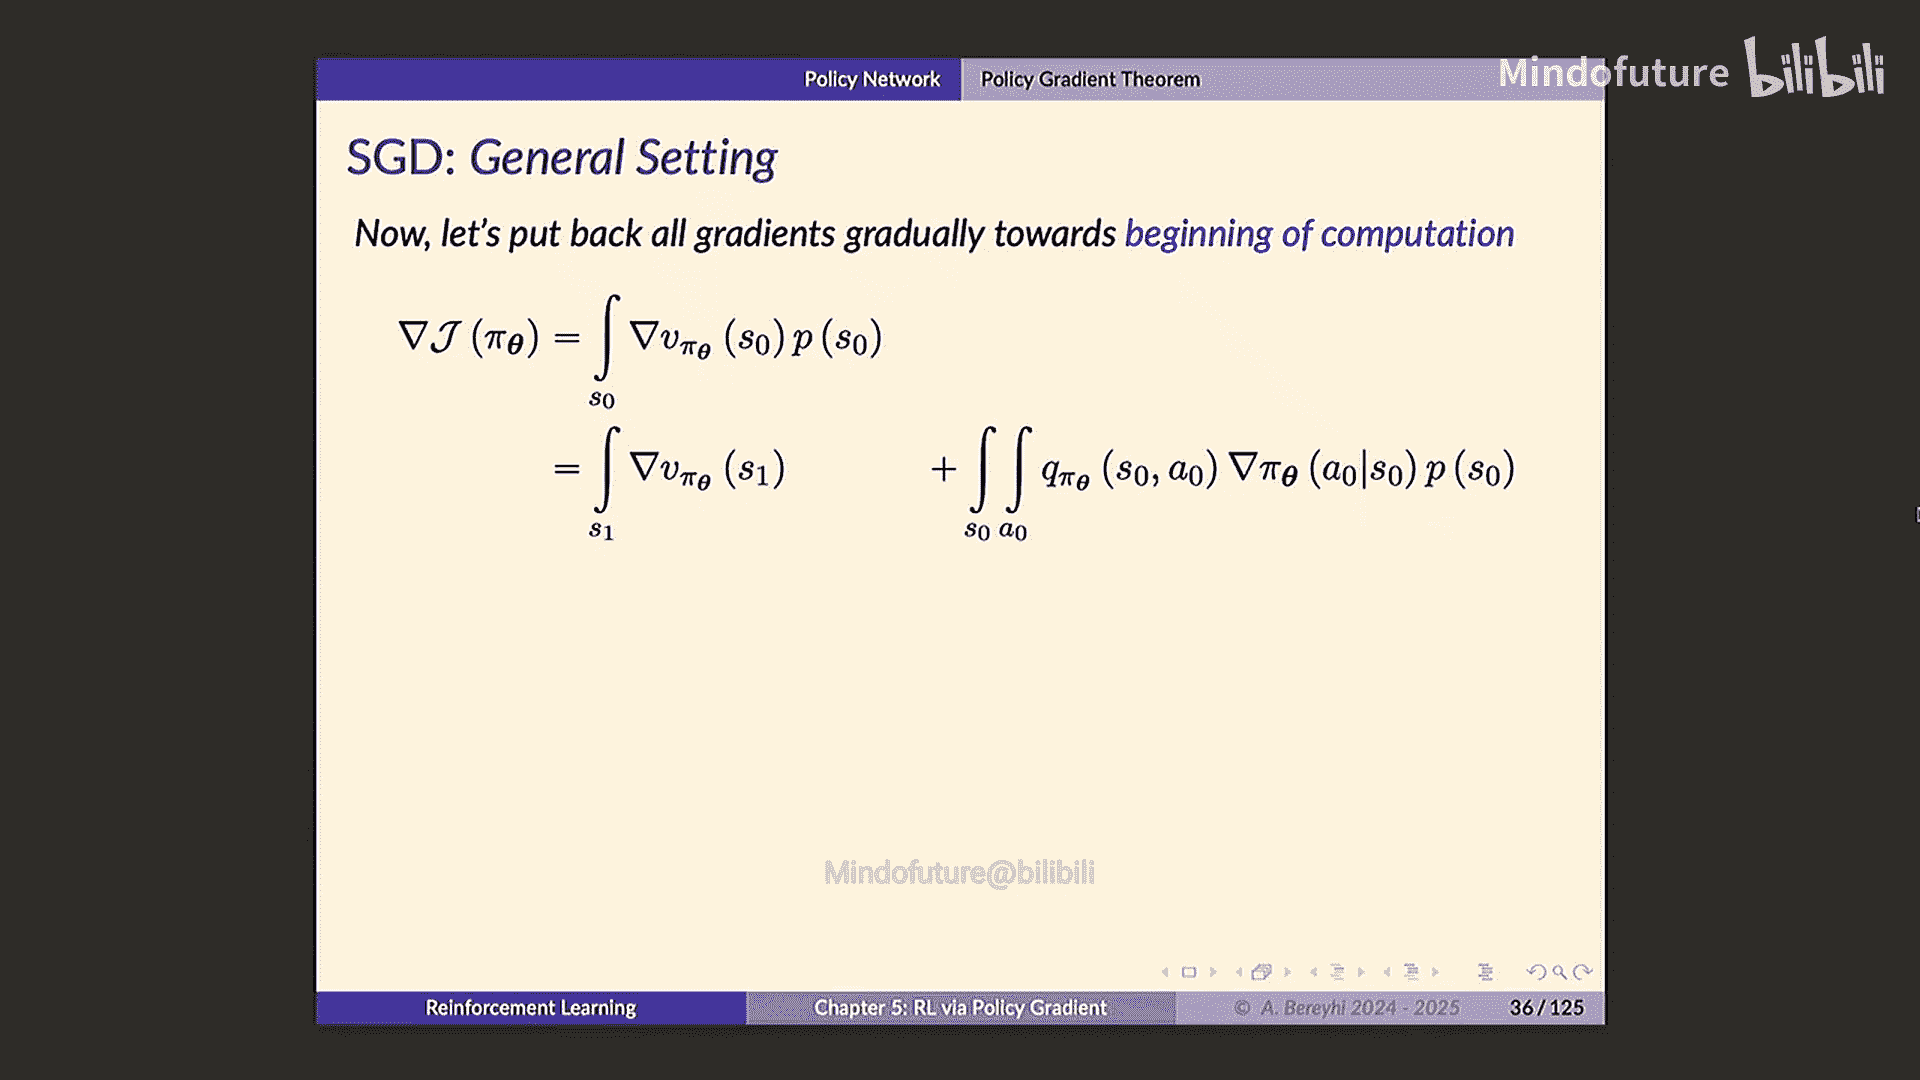 Mindofuture bilibili
Policy Network Policy Gradient Theorem
SGD: General Setting
Now, let's put back all gradients gradually towards beginning of computation
∇𝒥(π_θ) = ∫_{s_0} ∇v_{π_θ}(s_0) p(s_0)
= ∫_{s_1} ∇v_{π_θ}(s_1) + ∫_{s_0} ∫_{a_0} q_{π_θ}(s_0, a_0) ∇π_θ(a_0|s_0) p(s_0)
Mindofuture@bilibili
Reinforcement Learning Chapter 5: RL via Policy Gradient © A. Bereyhi 2024 - 2025 36 / 125